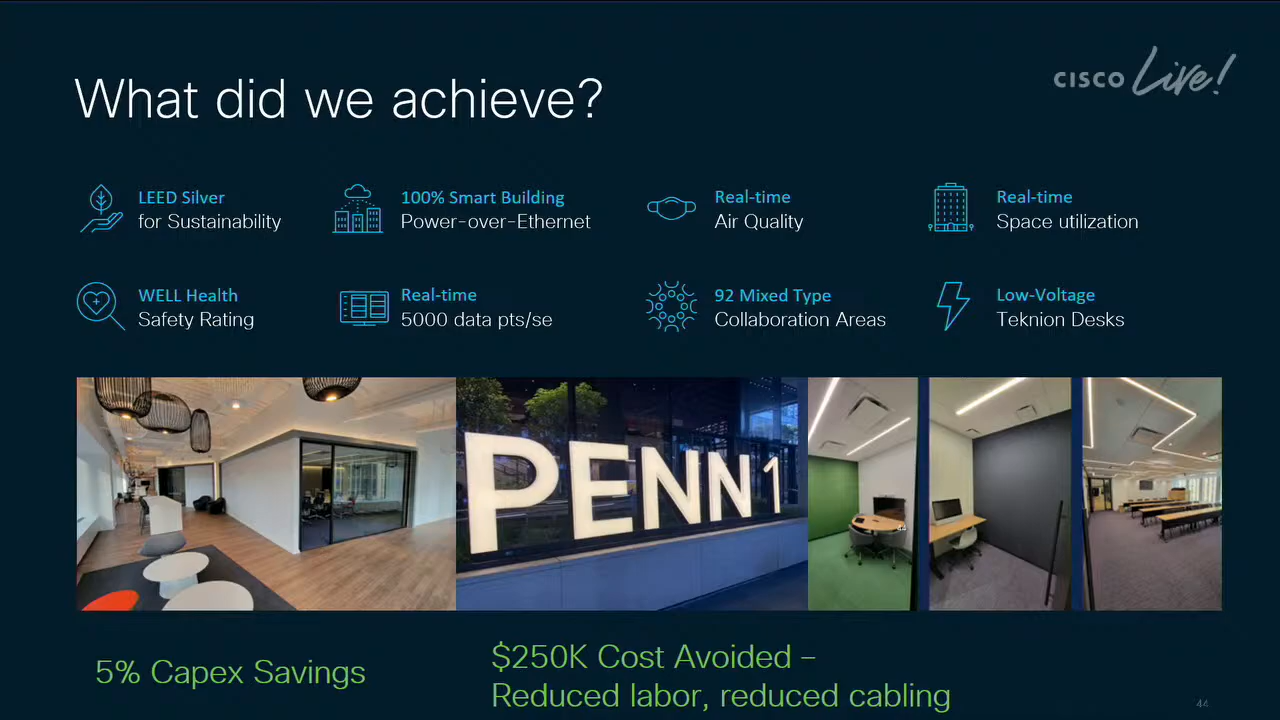 What did we achieve?
CISCO Live!
LEED Silver
for Sustainability
100% Smart Building
Power-over-Ethernet
Real-time
Air Quality
Real-time
Space utilization
WELL Health
Safety Rating
Real-time
5000 data pts/se
92 Mixed Type
Collaboration Areas
Low-Voltage
Teknion Desks
PENN 1
44
5% Capex Savings
$250K Cost Avoided –
Reduced labor, reduced cabling
44